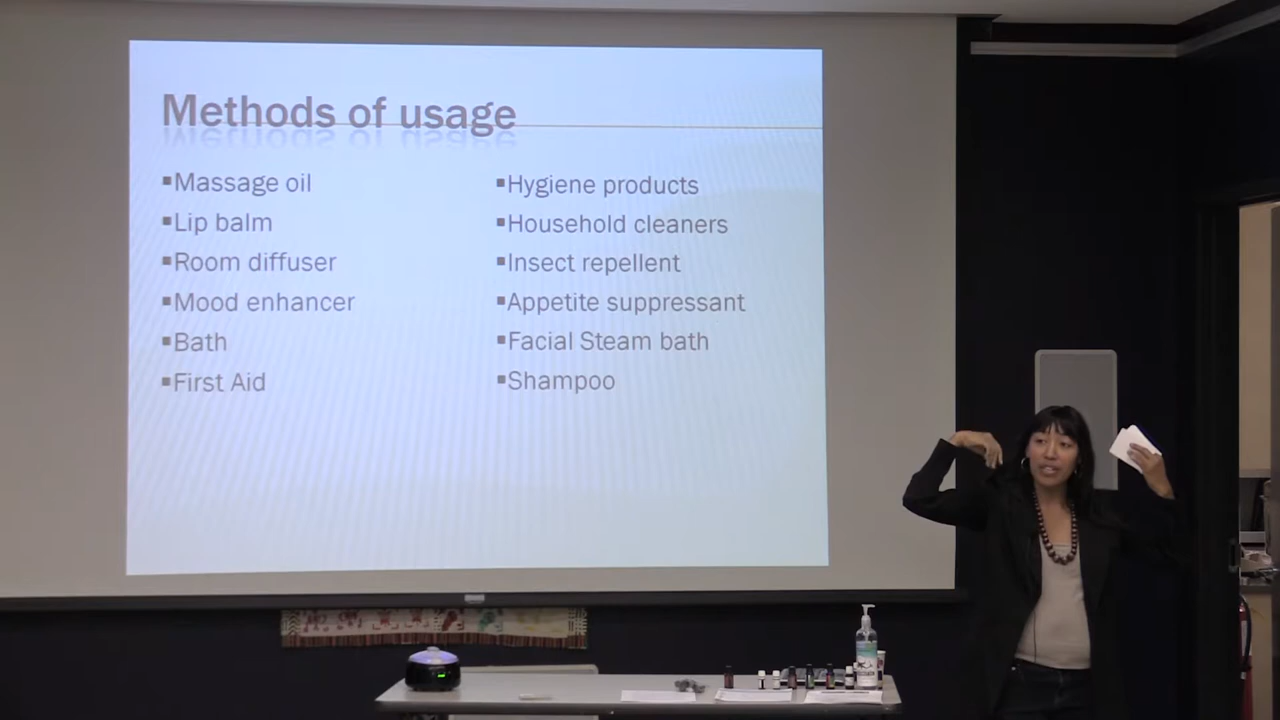 Methods of usage
▪Massage oil
▪Lip balm
▪Room diffuser
▪Mood enhancer
▪Bath
▪First Aid
▪Hygiene products
▪Household cleaners
▪Insect repellent
▪Appetite suppressant
▪Facial Steam bath
▪Shampoo